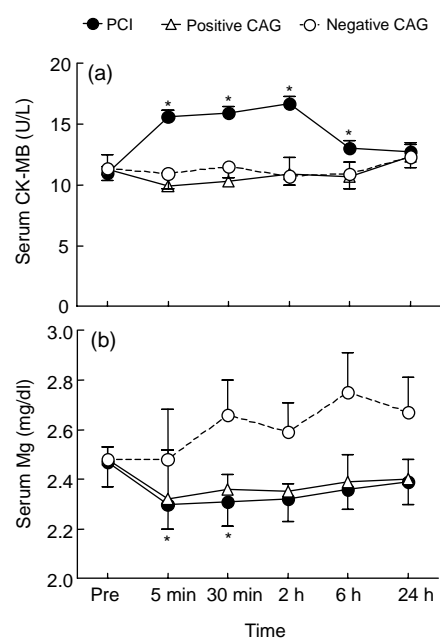 PCI Positive CAG Negative CAG
(a)
Serum CK-MB (U/L)
20
15
10
5
0
* * * *
(b)
Serum Mg (mg/dl)
3.0
2.8
2.6
2.4
2.2
2.0
* *
Pre 5 min 30 min 2 h 6 h 24 h
Time